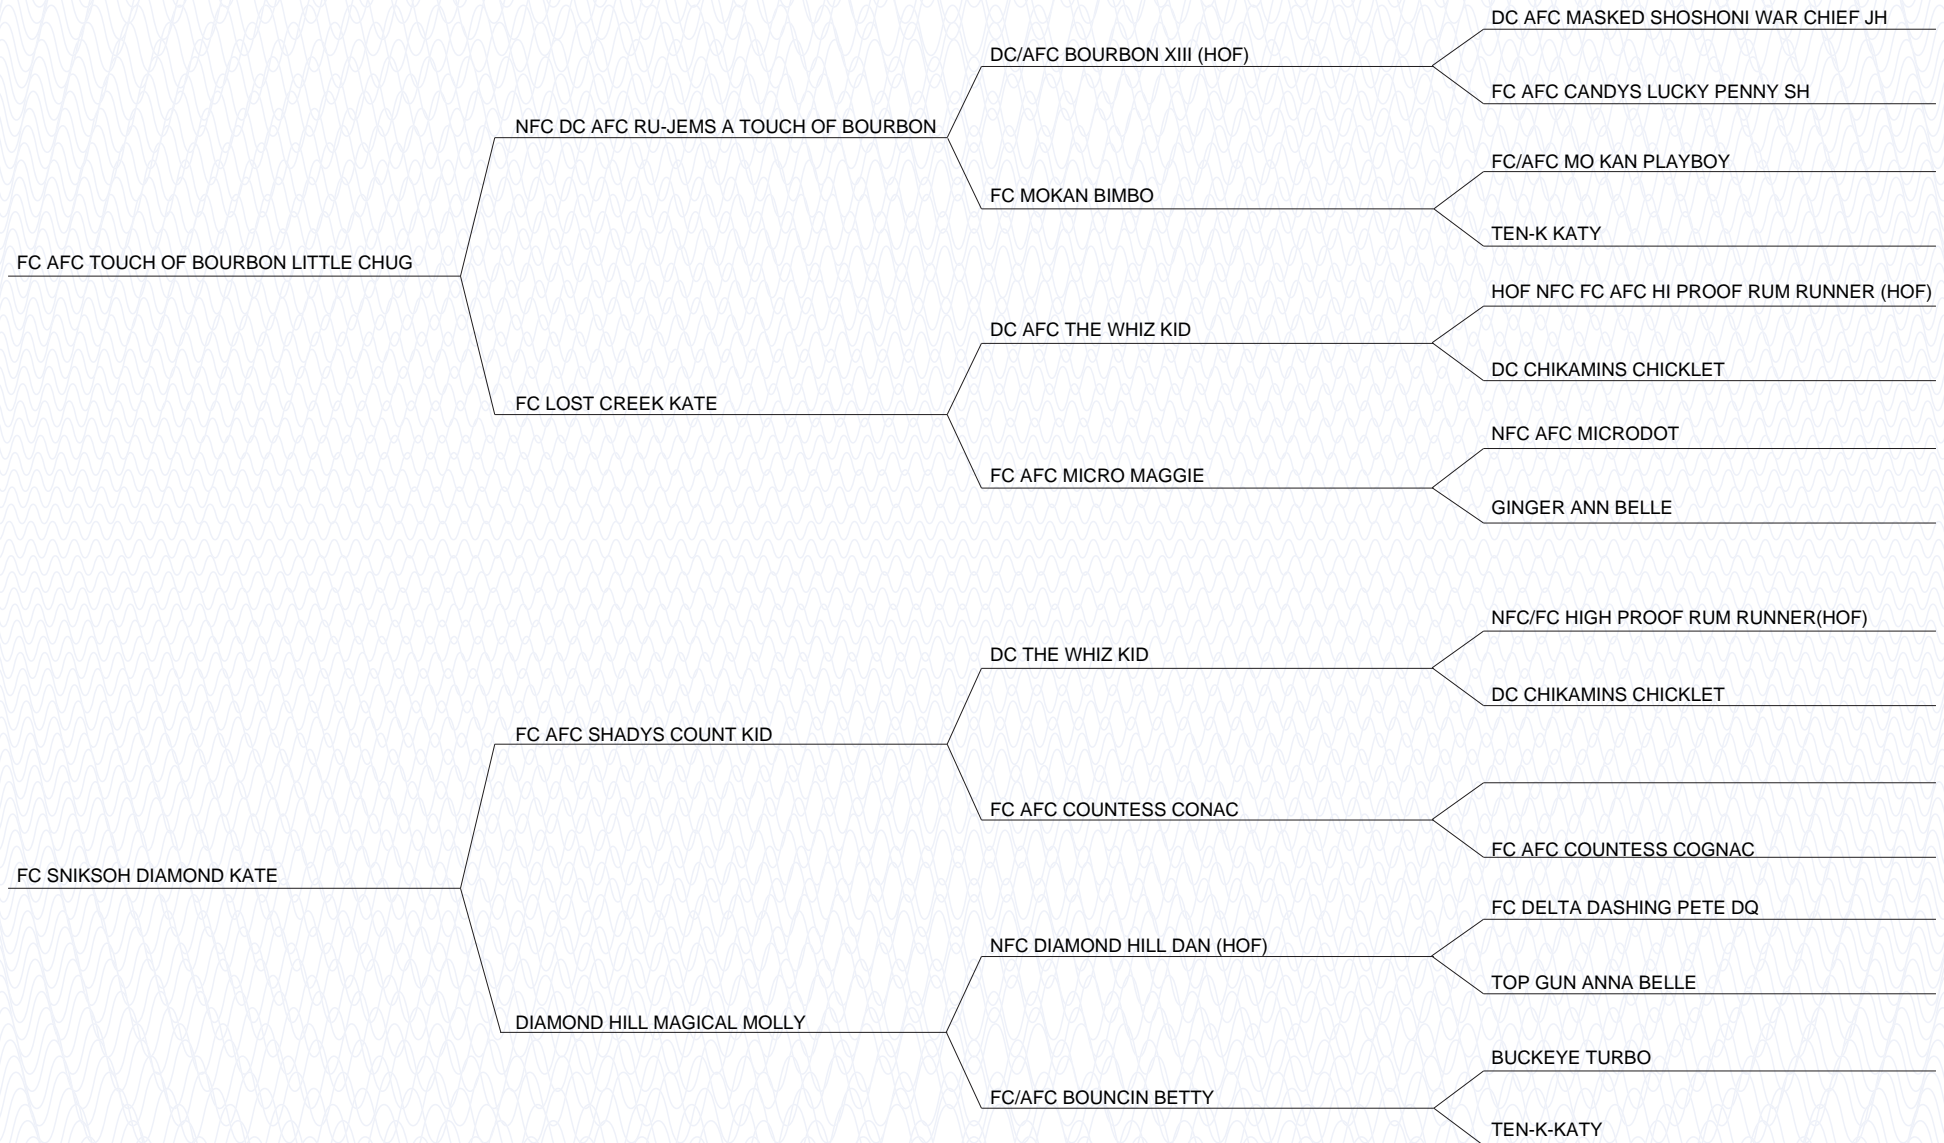 DC AFC MASKED SHOSHONI WAR CHIEF JH
DC/AFC BOURBON XIII (HOF)
FC AFC CANDYS LUCKY PENNY SH
NFC DC AFC RU-JEMS A TOUCH OF BOURBON
FC/AFC MO KAN PLAYBOY
FC MOKAN BIMBO
TEN-K KATY
FC AFC TOUCH OF BOURBON LITTLE CHUG
HOF NFC FC AFC HI PROOF RUM RUNNER (HOF)
DC AFC THE WHIZ KID
DC CHIKAMINS CHICKLET
FC LOST CREEK KATE
NFC AFC MICRODOT
FC AFC MICRO MAGGIE
GINGER ANN BELLE
NFC/FC HIGH PROOF RUM RUNNER(HOF)
DC THE WHIZ KID
DC CHIKAMINS CHICKLET
FC AFC SHADYS COUNT KID
FC AFC COUNTESS CONAC
FC AFC COUNTESS COGNAC
FC SNIKSOH DIAMOND KATE
FC DELTA DASHING PETE DQ
NFC DIAMOND HILL DAN (HOF)
TOP GUN ANNA BELLE
DIAMOND HILL MAGICAL MOLLY
BUCKEYE TURBO
FC/AFC BOUNCIN BETTY
TEN-K-KATY